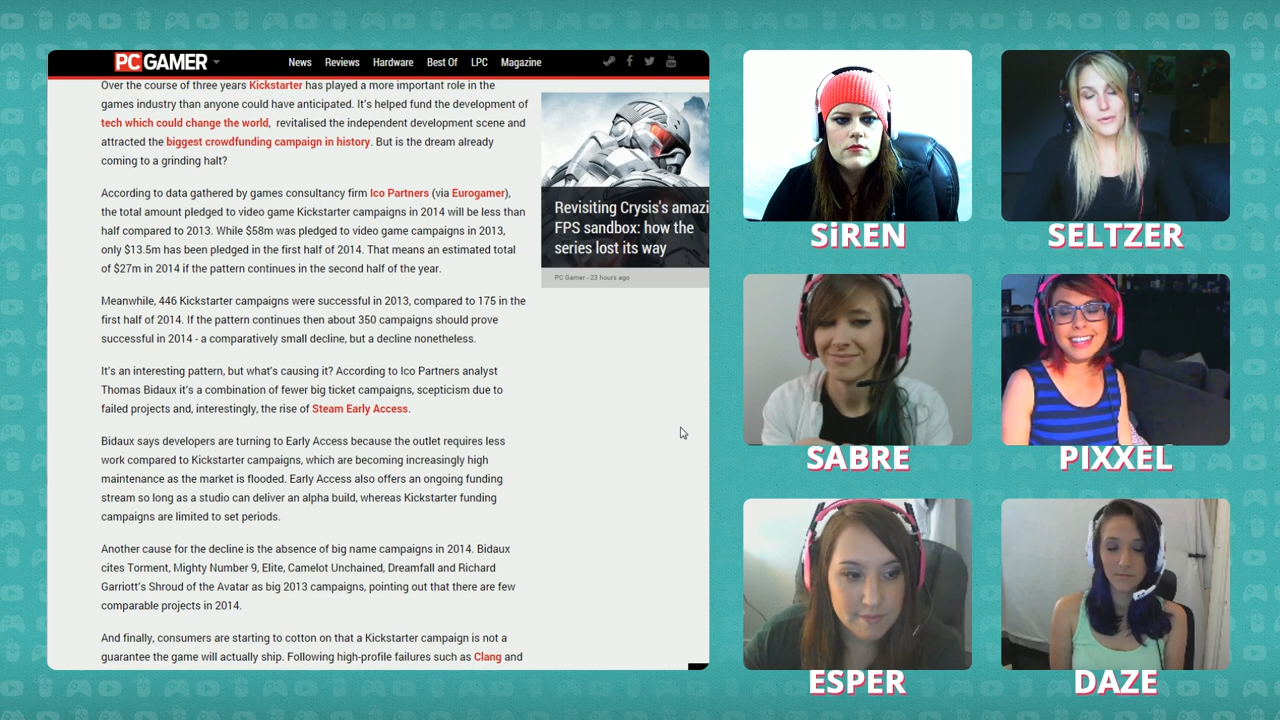 PC GAMER
News Reviews Hardware Best Of LPC Magazine
Over the course of three years Kickstarter has played a more important role in the
games industry than anyone could have anticipated. It's helped fund the development of
tech which could change the world, revitalised the independent development scene and
attracted the biggest crowdfunding campaign in history. But is the dream already
coming to a grinding halt?
According to data gathered by games consultancy firm Ico Partners (via Eurogamer),
the total amount pledged to video game Kickstarter campaigns in 2014 will be less than
half compared to 2013. While $58m was pledged to video game campaigns in 2013,
only $13.5m has been pledged in the first half of 2014. That means an estimated total
of $27m in 2014 if the pattern continues in the second half of the year.
Meanwhile, 446 Kickstarter campaigns were successful in 2013, compared to 175 in the
first half of 2014. If the pattern continues then about 350 campaigns should prove
successful in 2014 - a comparatively small decline, but a decline nonetheless.
It's an interesting pattern, but what's causing it? According to Ico Partners analyst
Thomas Bidaux it's a combination of fewer big ticket campaigns, scepticism due to
failed projects and, interestingly, the rise of Steam Early Access.
Bidaux says developers are turning to Early Access because the outlet requires less
work compared to Kickstarter campaigns, which are becoming increasingly high
maintenance as the market is flooded. Early Access also offers an ongoing funding
stream so long as a studio can deliver an alpha build, whereas Kickstarter funding
campaigns are limited to set periods.
Another cause for the decline is the absence of big name campaigns in 2014. Bidaux
cites Torment, Mighty Number 9, Elite, Camelot Unchained, Dreamfall and Richard
Garriott's Shroud of the Avatar as big 2013 campaigns, pointing out that there are few
comparable projects in 2014.
And finally, consumers are starting to cotton on that a Kickstarter campaign is not a
guarantee the game will actually ship. Following high-profile failures such as Clang and
Revisiting Crysis's amazi
FPS sandbox: how the
series lost its way
PC Gamer - 23 hours ago
SiREN
SELTZER
SABRE
PIXXEL
ESPER
DAZE